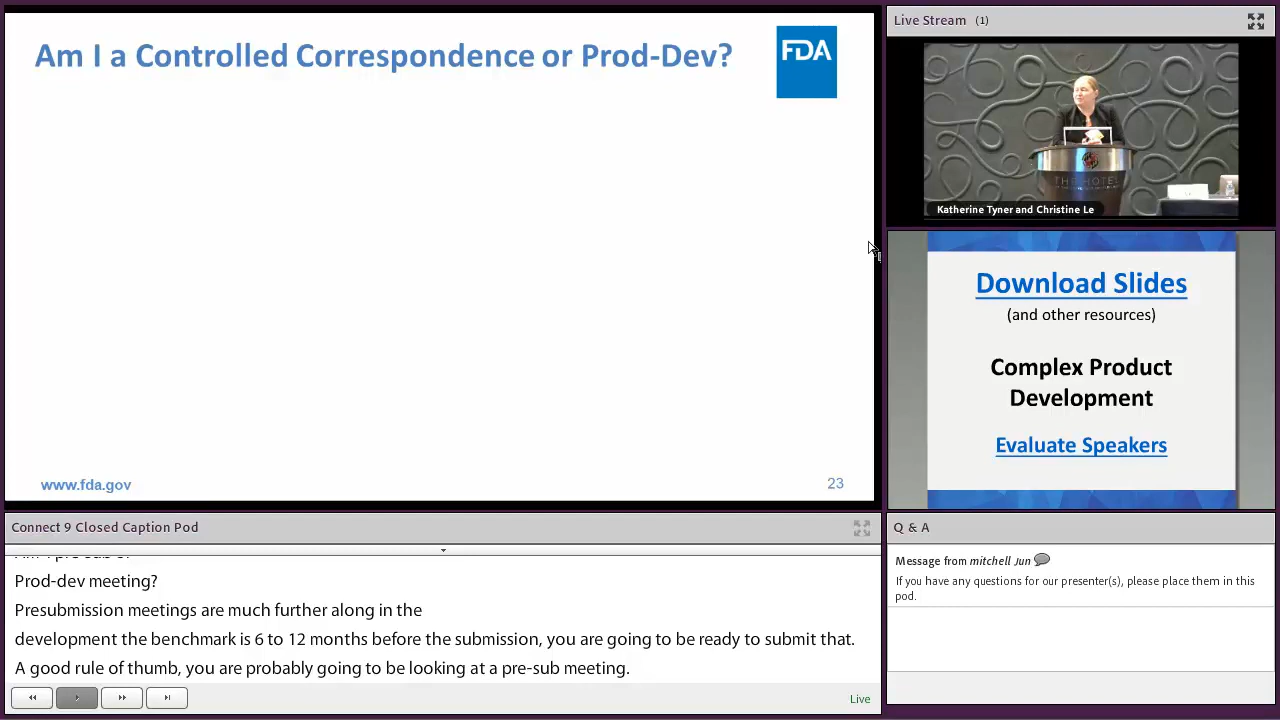 Am I a Controlled Correspondence or Prod-Dev?
FDA
www.fda.gov
23
Live Stream (1)
THE HOTEL
Katherine Tyner and Christine Le
Download Slides
(and other resources)
Complex Product
Development
Evaluate Speakers
Connect 9 Closed Caption Pod
Prod-dev meeting?
Presubmission meetings are much further along in the
development the benchmark is 6 to 12 months before the submission, you are going to be ready to submit that.
A good rule of thumb, you are probably going to be looking at a pre-sub meeting.
Live
Q & A
Message from mitchell Jun
If you have any questions for our presenter(s), please place them in this
pod.